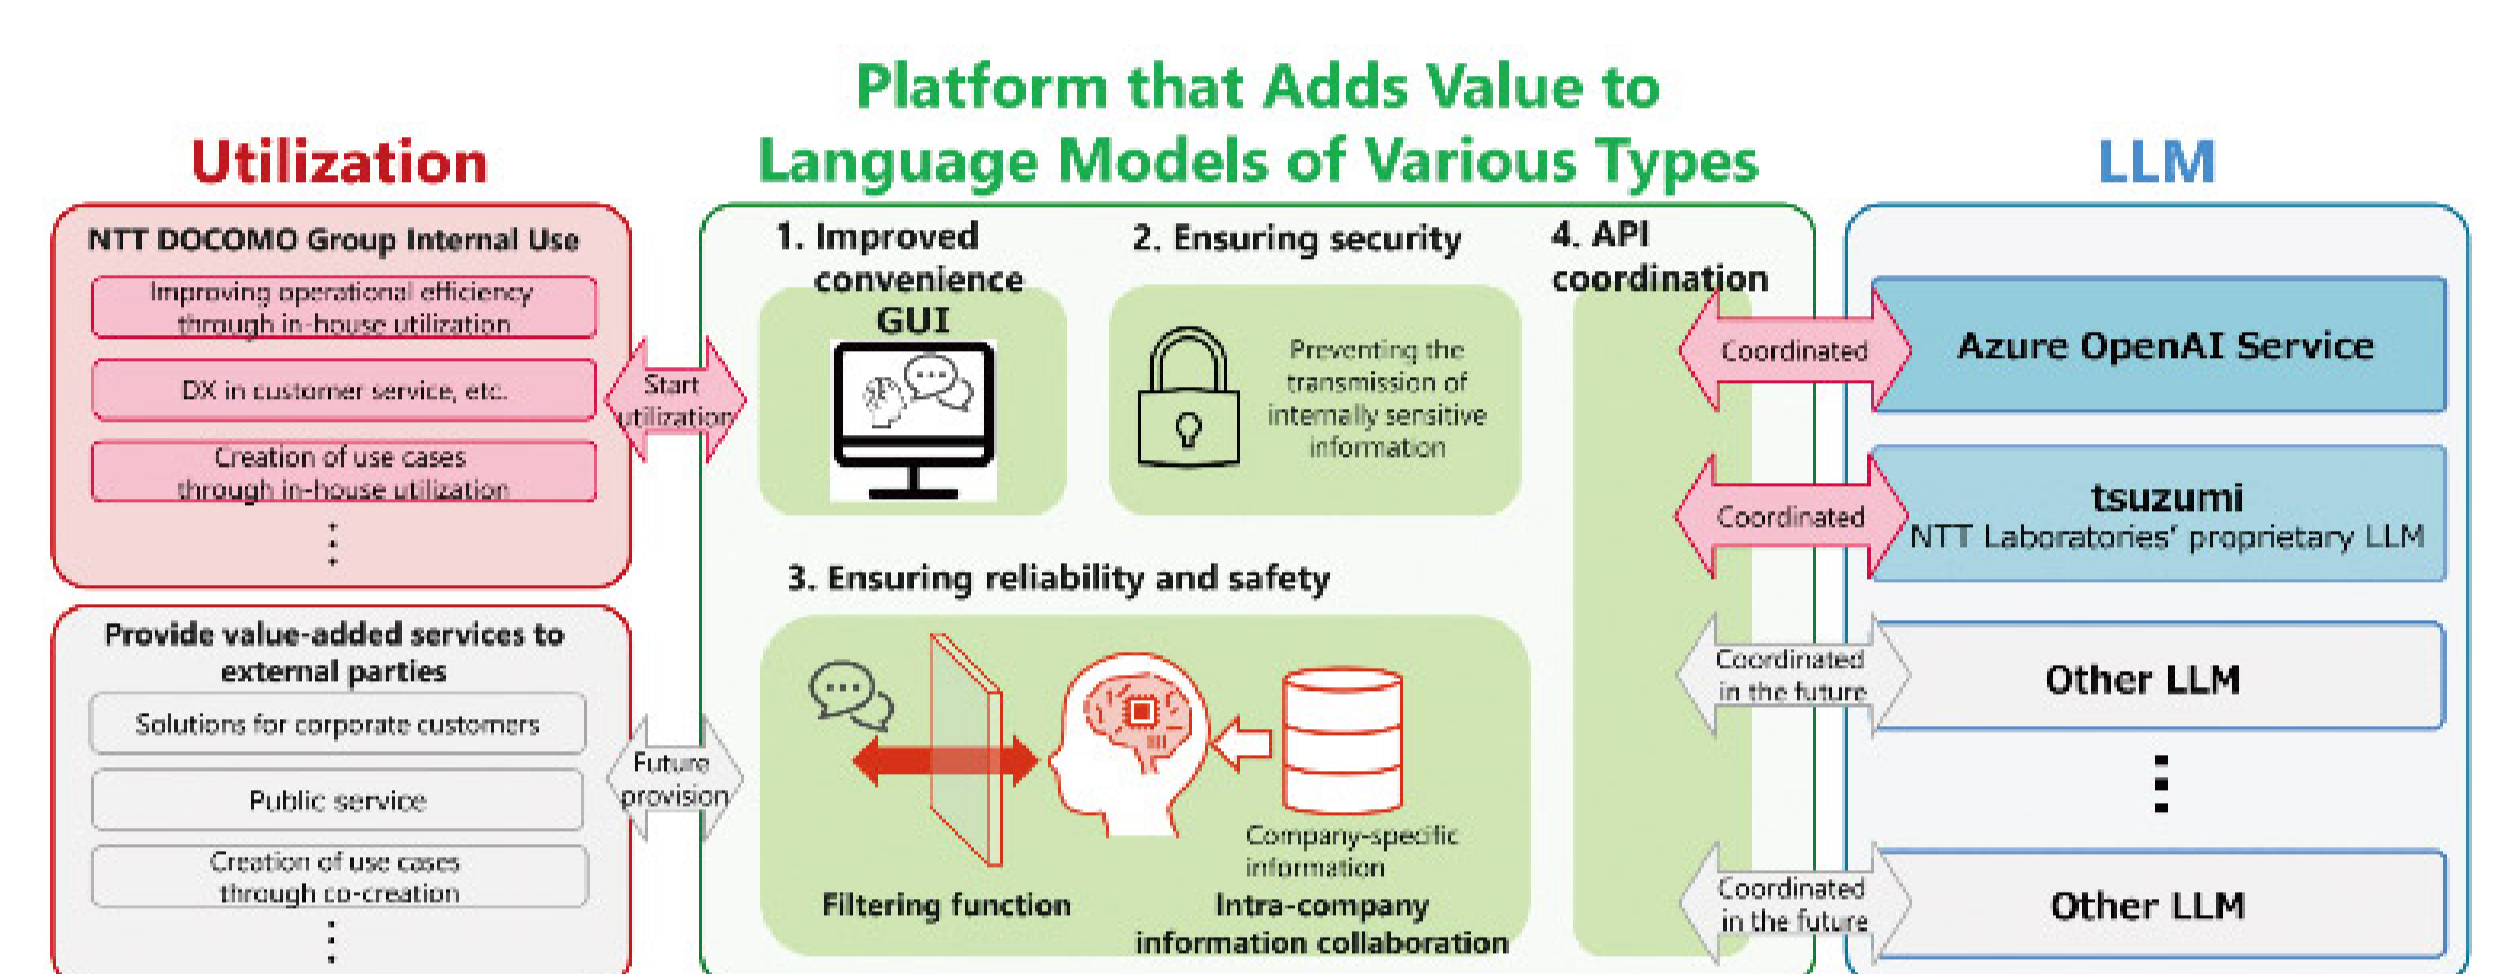 Platform that Adds Value to
Language Models of Various Types
Utilization
LLM
NTT DOCOMO Group Internal Use
Improving operational efficiency
through in-house utilization
DX in customer service, etc.
Creation of use cases
through in-house utilization
Start
utilization
Provide value-added services to
external parties
Solutions for corporate customers
Public service
Creation of use cases
through co-creation
Future
provision
1. Improved
convenience
GUI
2. Ensuring security
Preventing the
transmission of
internally sensitive
information
3. Ensuring reliability and safety
Filtering function
Company-specific
information
Intra-company
information collaboration
4. API
coordination
Coordinated
Azure OpenAI Service
Coordinated
tsuzumi
NTT Laboratories' proprietary LLM
Coordinated
in the future
Other LLM
Coordinated
in the future
Other LLM